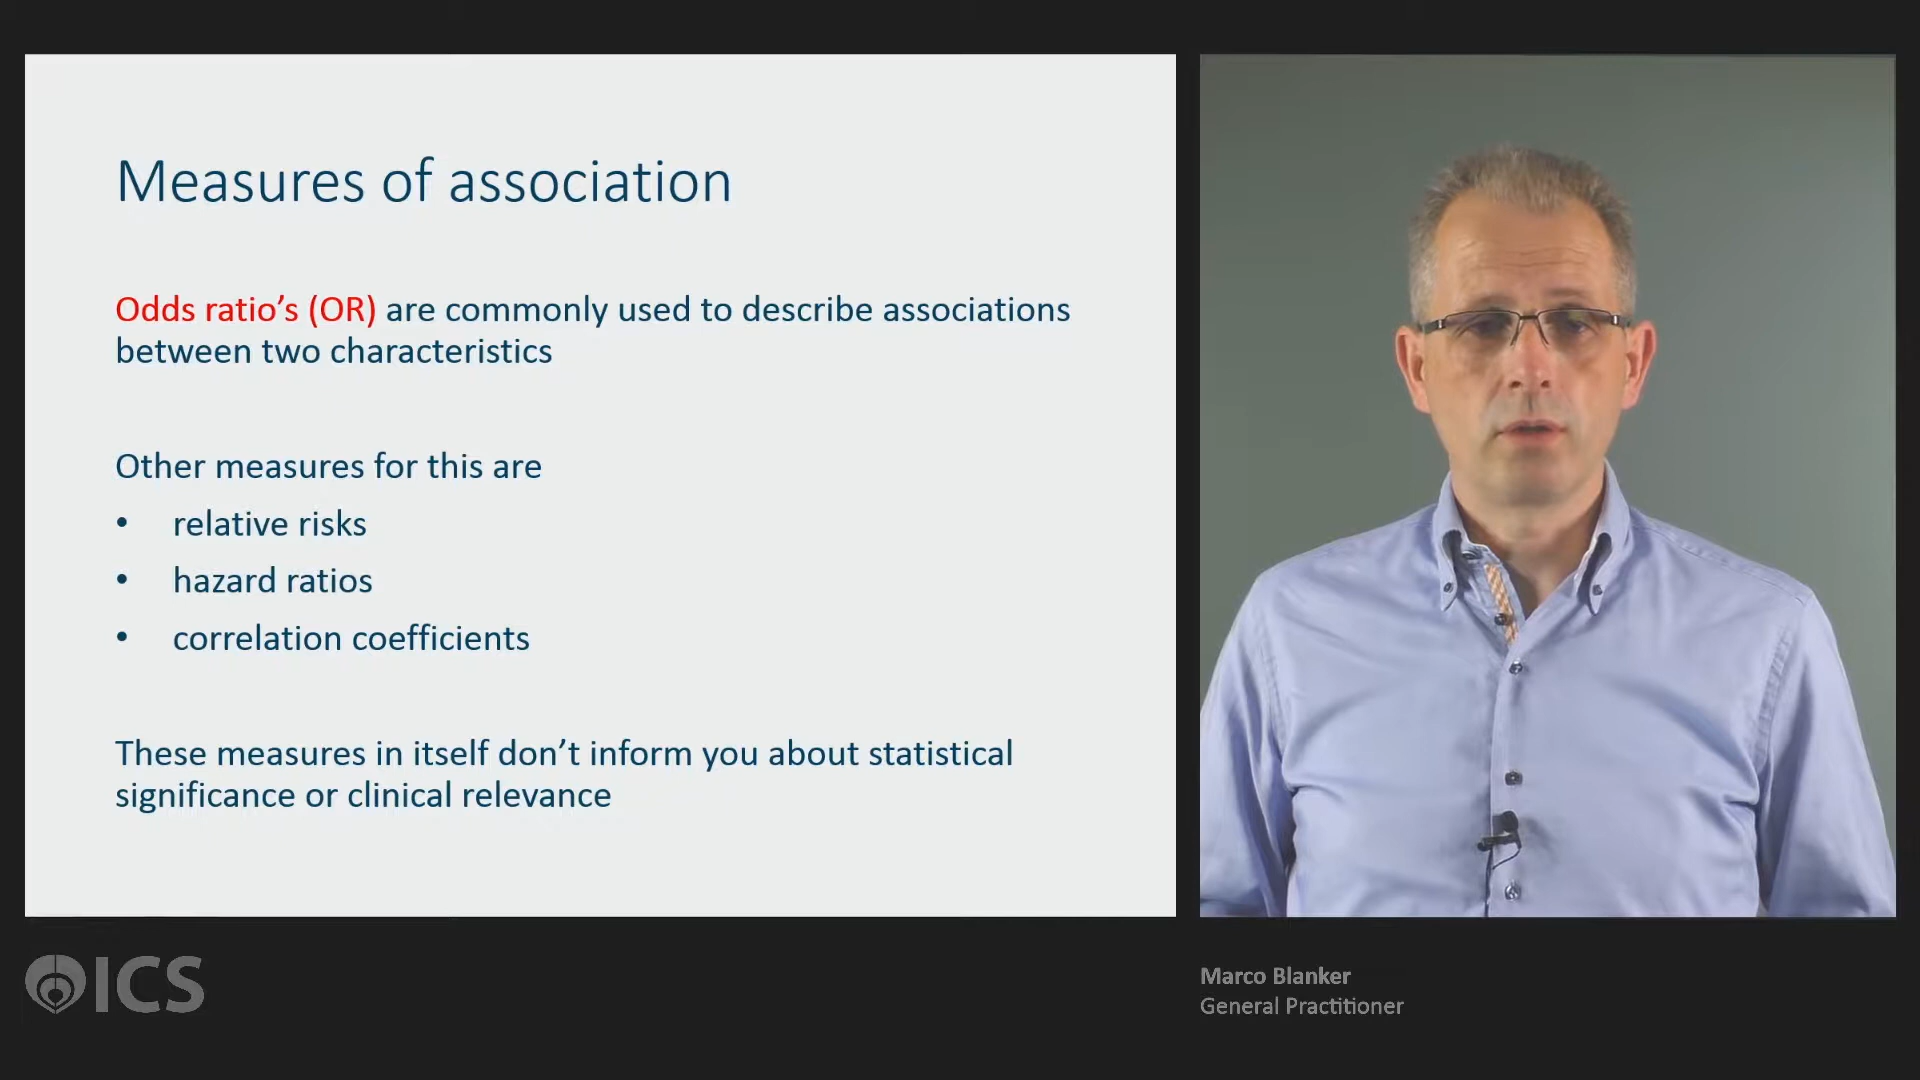 Measures of association
Odds ratio's (OR) are commonly used to describe associations
between two characteristics
Other measures for this are
• relative risks
• hazard ratios
• correlation coefficients
These measures in itself don't inform you about statistical
significance or clinical relevance
ICS
Marco Blanker
General Practitioner